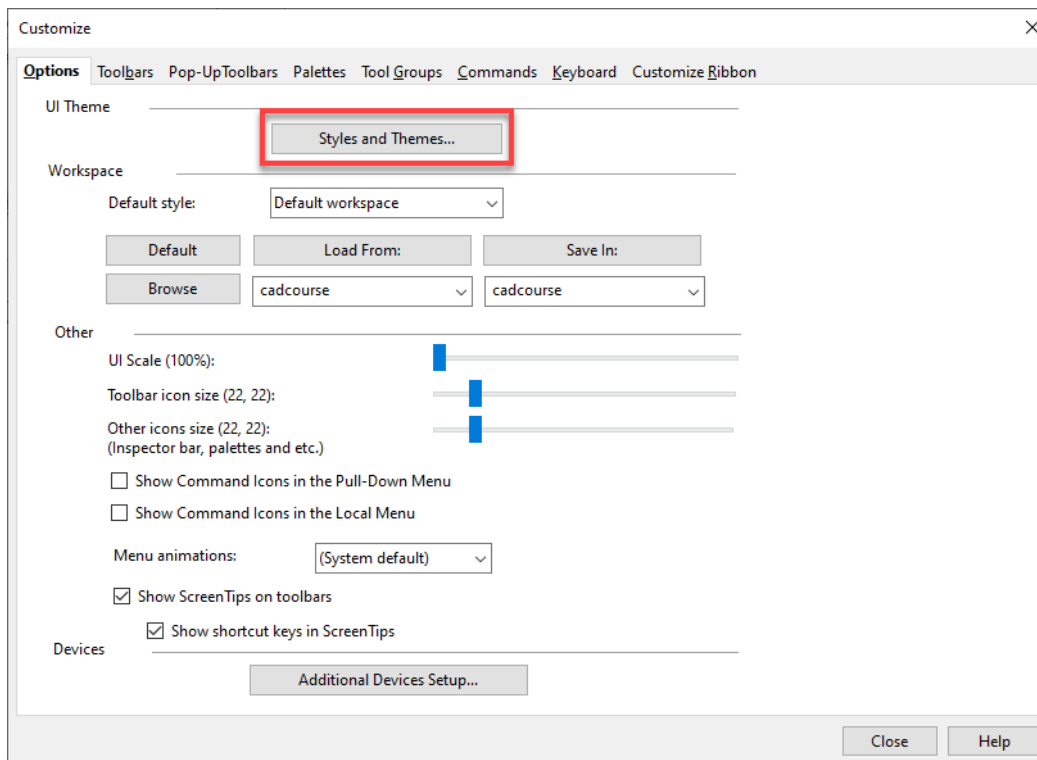 Customize
Options Toolbars Pop-UpToolbars Palettes Tool Groups Commands Keyboard Customize Ribbon
UI Theme
Styles and Themes...
Workspace
Default style: Default workspace
Default Load From: Save In:
Browse cadcourse cadcourse
Other
UI Scale (100%):
Toolbar icon size (22, 22):
Other icons size (22, 22):
(Inspector bar, palettes and etc.)
Show Command Icons in the Pull-Down Menu
Show Command Icons in the Local Menu
Menu animations: (System default)
Show ScreenTips on toolbars
Show shortcut keys in ScreenTips
Devices
Additional Devices Setup...
Close Help